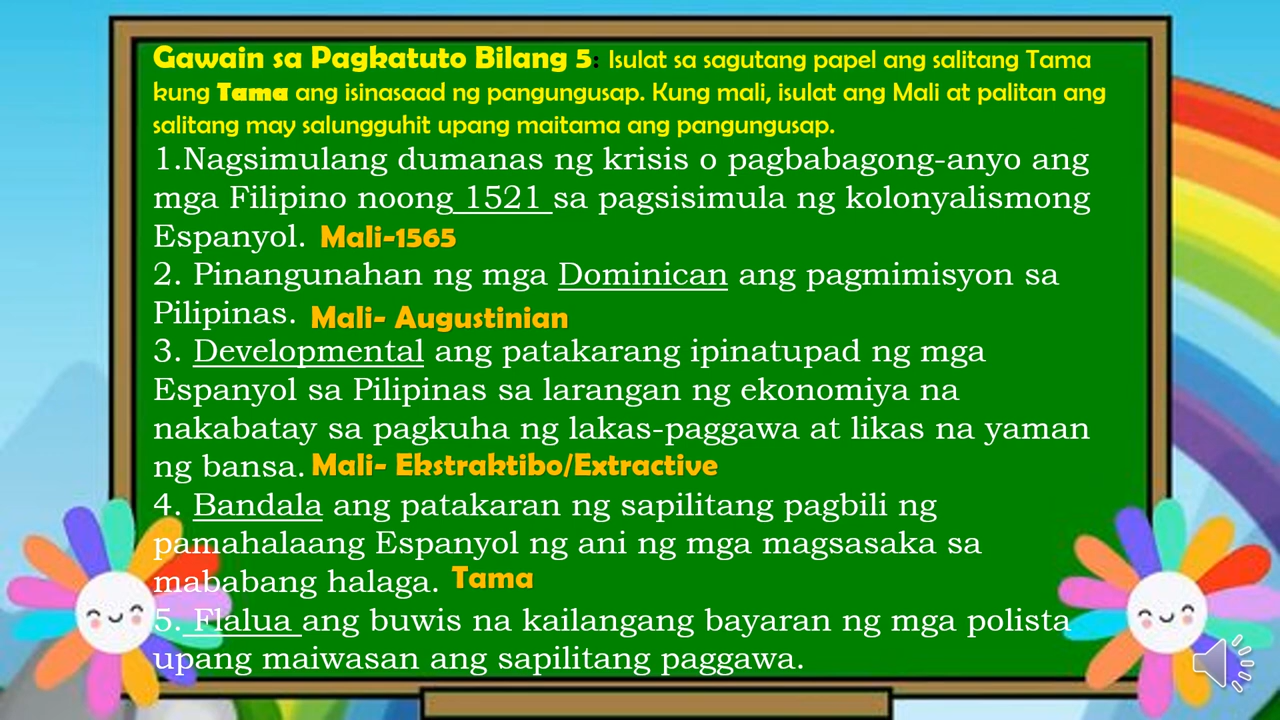 Gawain sa Pagkatuto Bilang 5: Isulat sa sagutang papel ang salitang Tama
kung Tama ang isinasaad ng pangungusap. Kung mali, isulat ang Mali at palitan ang
salitang may salungguhit upang maitama ang pangungusap.
1.Nagsimulang dumanas ng krisis o pagbabagong-anyo ang
mga Filipino noong 1521 sa pagsisimula ng kolonyalismong
Espanyol. Mali-1565
2. Pinangunahan ng mga Dominican ang pagmimisyon sa
Pilipinas. Mali- Augustinian
3. Developmental ang patakarang ipinatupad ng mga
Espanyol sa Pilipinas sa larangan ng ekonomiya na
nakabatay sa pagkuha ng lakas-paggawa at likas na yaman
ng bansa. Mali- Ekstraktibo/Extractive
4. Bandala ang patakaran ng sapilitang pagbili ng
pamahalaang Espanyol ng ani ng mga magsasaka sa
mababang halaga. Tama
5. Flalua ang buwis na kailangang bayaran ng mga polista
upang maiwasan ang sapilitang paggawa.